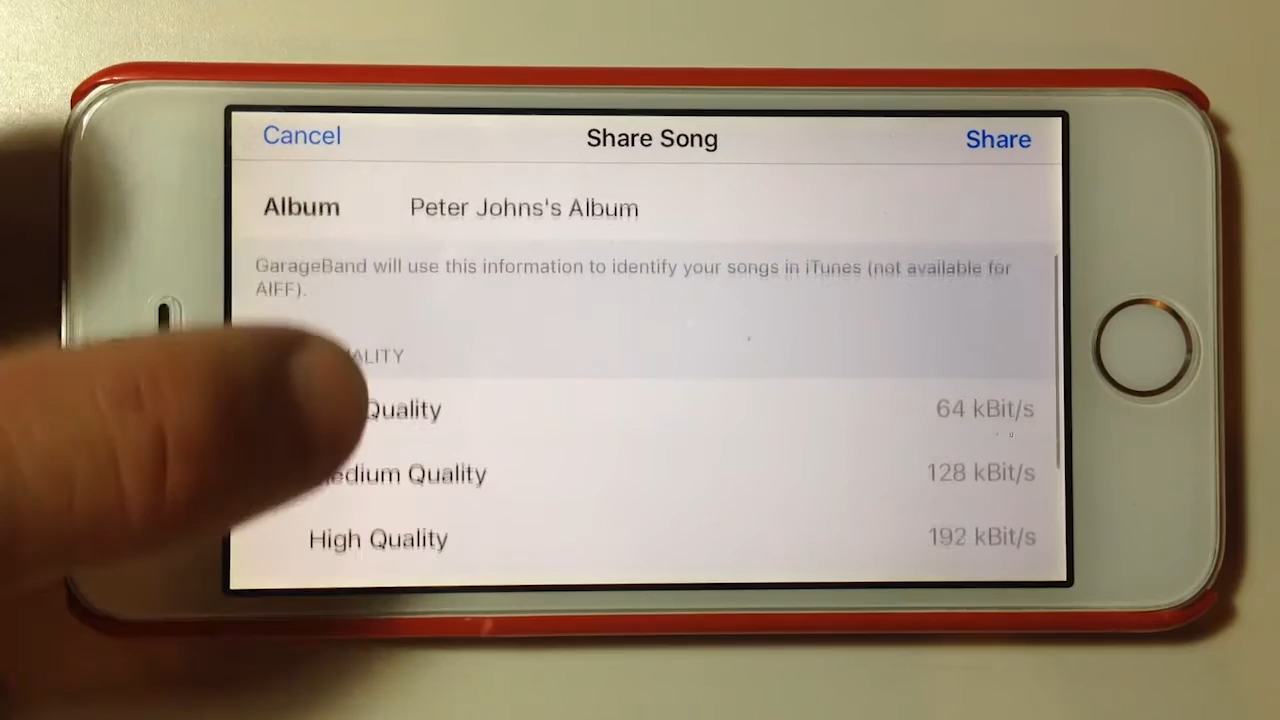 Cancel Share Song Share
Album Peter Johns's Album
GarageBand will use this information to identify your songs in iTunes (not available for
AIFF).
ALITY
Quality 64 kBit/s
edium Quality 128 kBit/s
High Quality 192 kBit/s